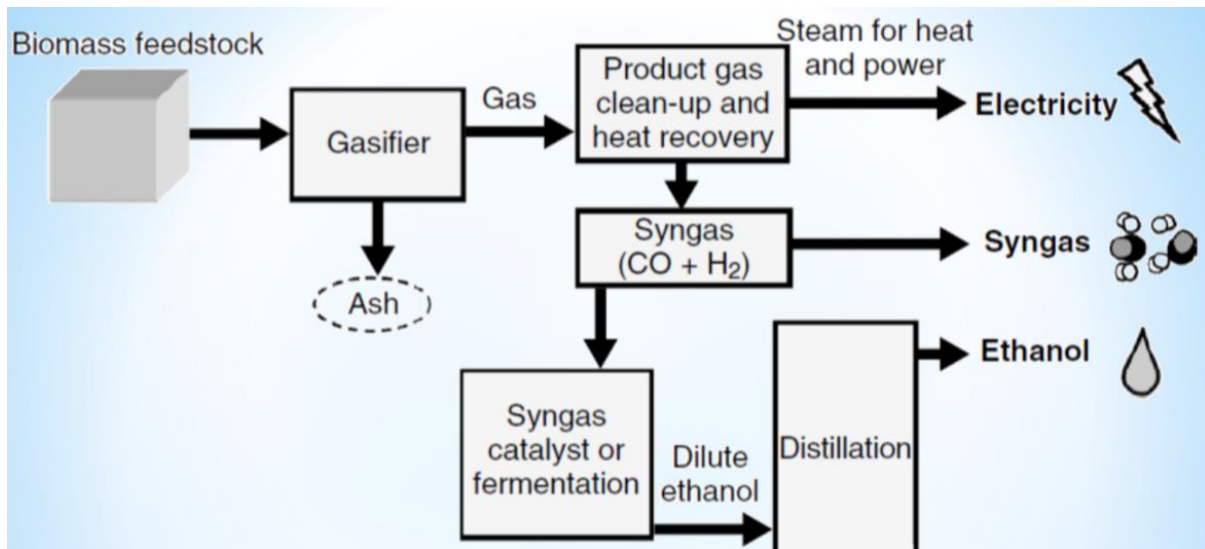 Biomass feedstock
Gasifier
Ash
Gas
Product gas
clean-up and
heat recovery
Steam for heat
and power
Electricity
Syngas
(CO + H₂)
Syngas
Syngas
catalyst or
fermentation
Dilute
ethanol
Distillation
Ethanol